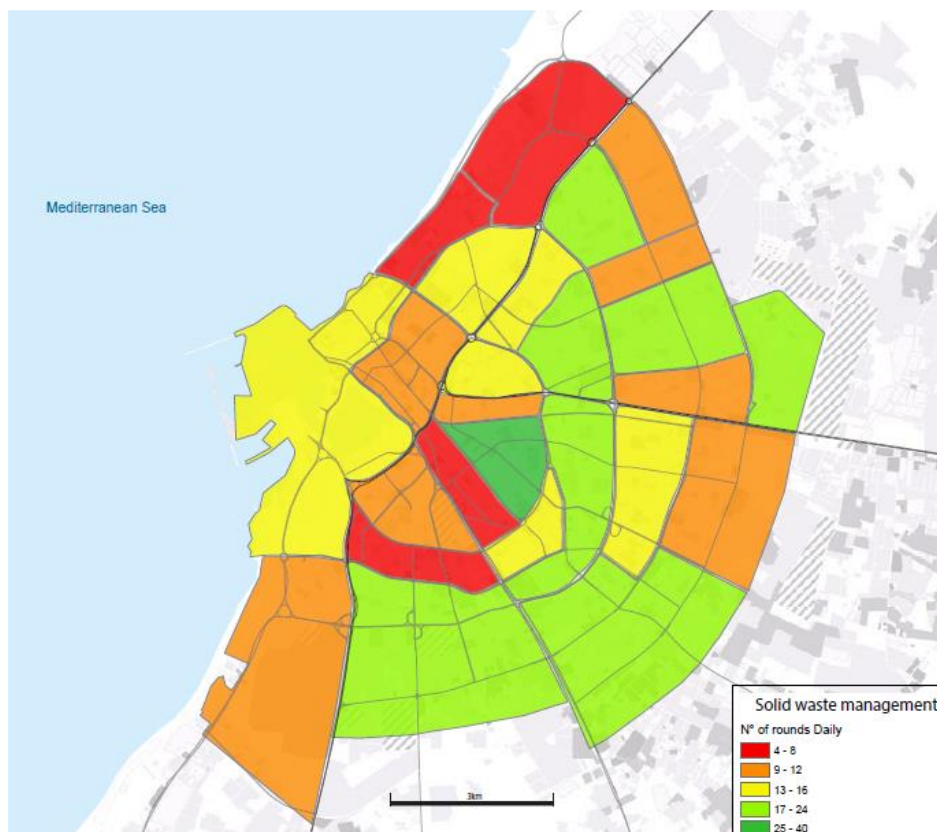 Mediterranean Sea
Solid waste management
N° of rounds Daily
4 - 8
9 - 12
13 - 16
17 - 24
25 - 40
3km